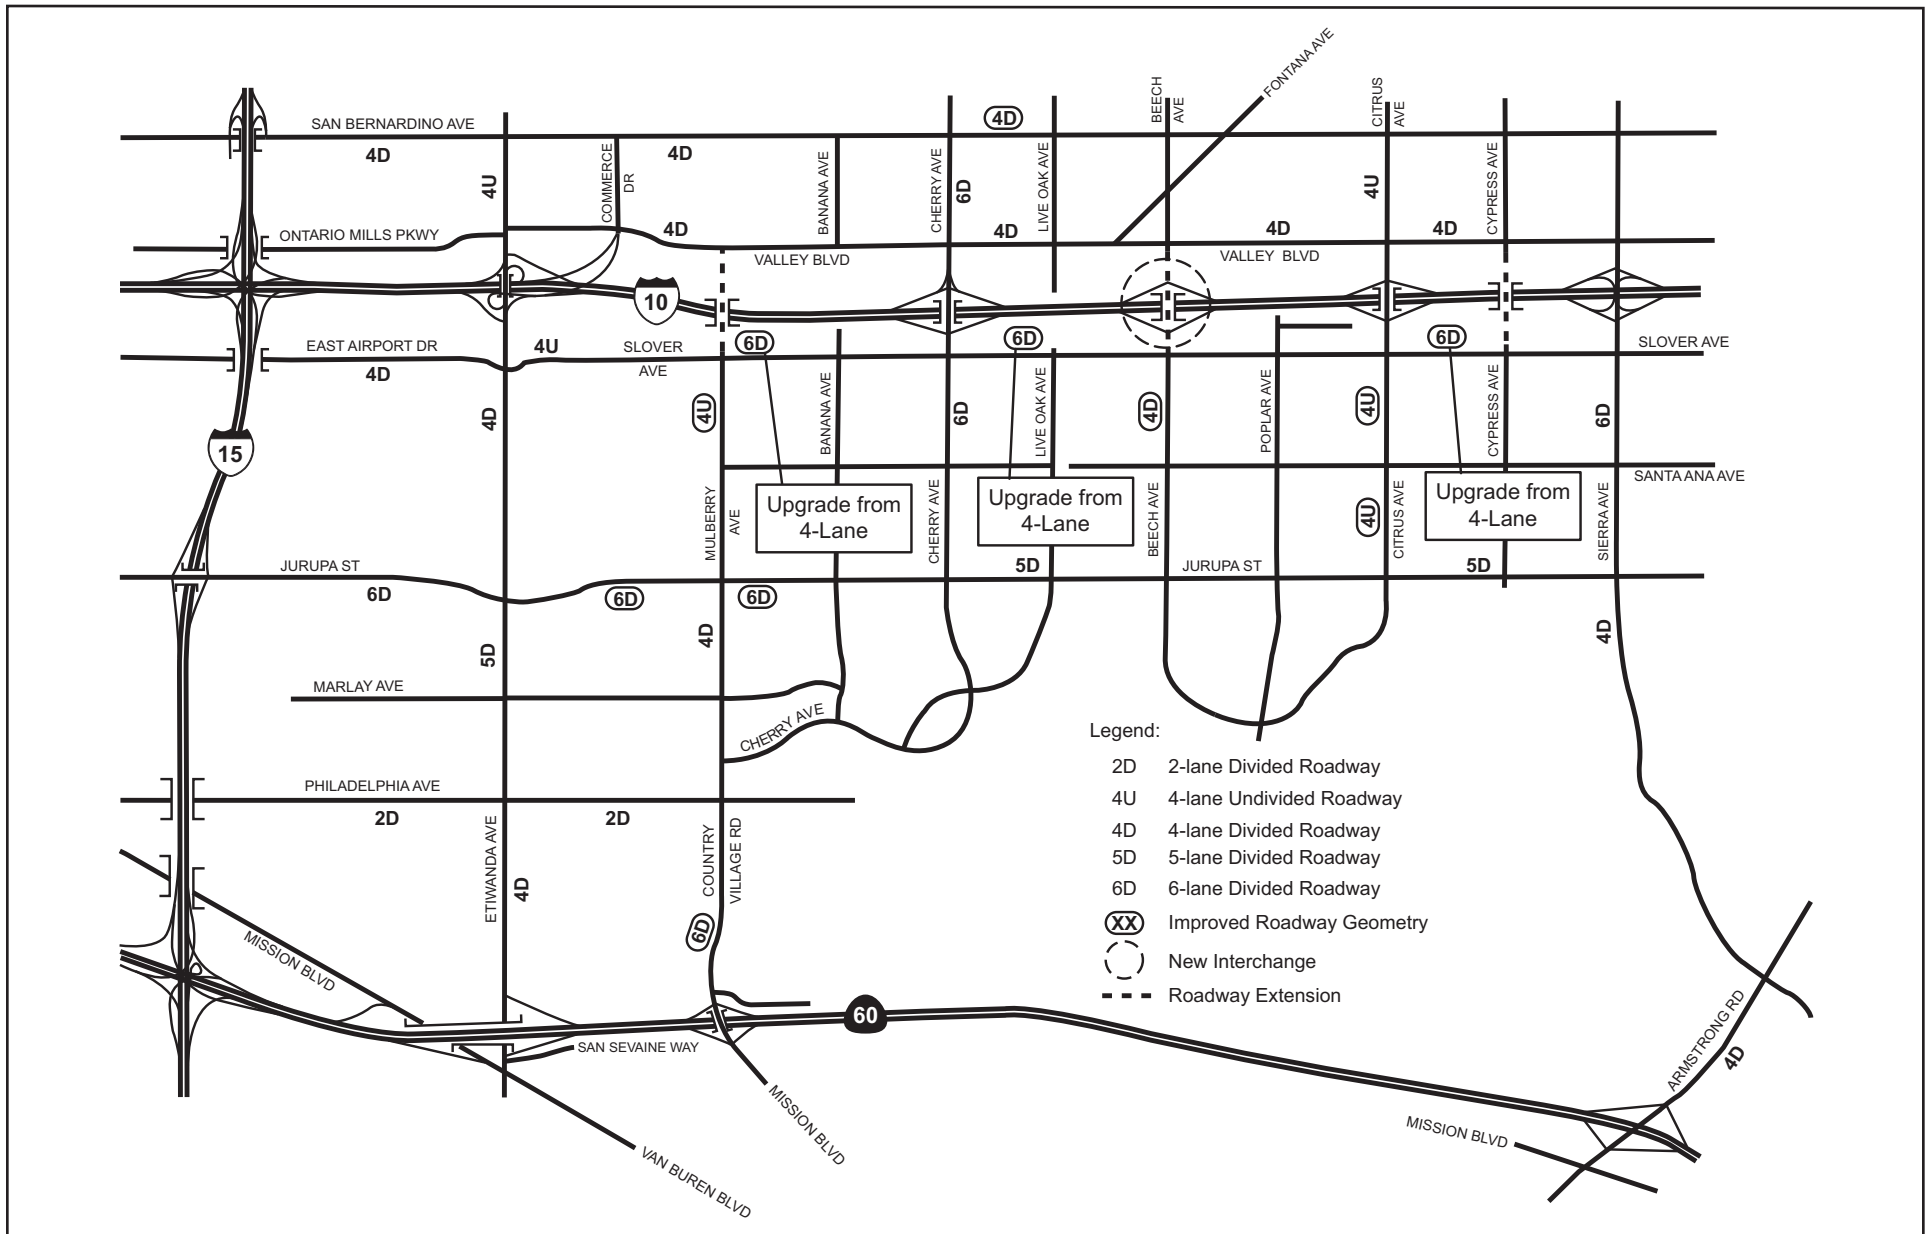 FONTANA AVE
BEECH
AVE
CITRUS
AVE
SAN BERNARDINO AVE
4D
4D
4D
4U
COMMERCE
DR
BANANA AVE
CHERRY AVE
6D
LIVE OAK AVE
4U
CYPRESS AVE
ONTARIO MILLS PKWY
4D
4D
4D
4D
VALLEY BLVD
VALLEY BLVD
10
EAST AIRPORT DR
4D
4U
SLOVER
AVE
6D
6D
6D
SLOVER AVE
15
4D
4U
BANANA AVE
6D
LIVE OAK AVE
4D
POPLAR AVE
4U
CYPRESS AVE
6D
SANTA ANA AVE
MULBERRY
AVE
Upgrade from
4-Lane
CHERRY AVE
Upgrade from
4-Lane
BEECH AVE
4U
CITRUS AVE
Upgrade from
4-Lane
SIERRA AVE
JURUPA ST
6D
6D
6D
5D
JURUPA ST
5D
5D
4D
4D
MARLAY AVE
CHERRY AVE
PHILADELPHIA AVE
2D
2D
ETIWANDA AVE
4D
COUNTRY
VILLAGE RD
6D
MISSION BLVD
60
SAN SEVAINE WAY
MISSION BLVD
VAN BUREN BLVD
Legend:
2D 2-lane Divided Roadway
4U 4-lane Undivided Roadway
4D 4-lane Divided Roadway
5D 5-lane Divided Roadway
6D 6-lane Divided Roadway
XX Improved Roadway Geometry
New Interchange
Roadway Extension
ARMSTRONG RD
4D
MISSION BLVD